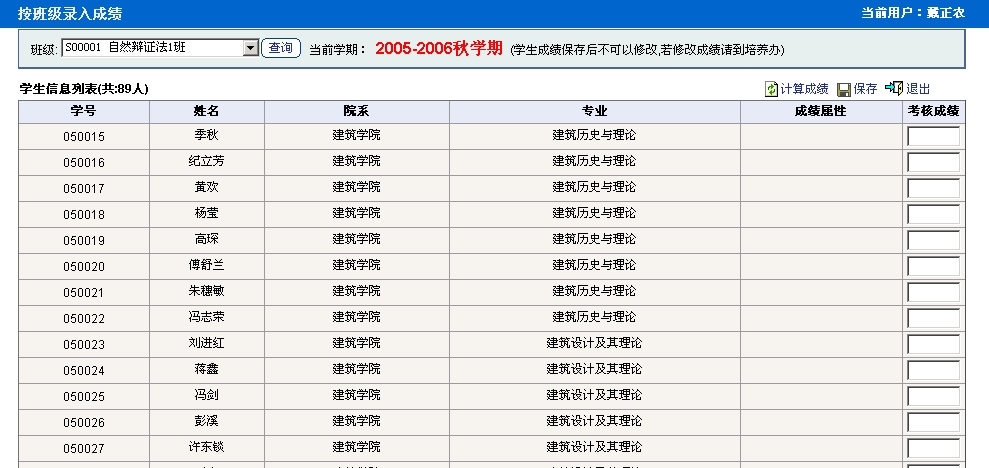 按班级录入成绩 当前用户：戴正农
班级: S00001 自然辩证法1班 查询 当前学期： 2005-2006秋学期 (学生成绩保存后不可以修改,若修改成绩请到培养办)
学生信息列表(共:89人) 计算成绩 保存 退出
学号 姓名 院系 专业 成绩属性 考核成绩
050015 季秋 建筑学院 建筑历史与理论
050016 纪立芳 建筑学院 建筑历史与理论
050017 黄欢 建筑学院 建筑历史与理论
050018 杨莹 建筑学院 建筑历史与理论
050019 高琛 建筑学院 建筑历史与理论
050020 傅舒兰 建筑学院 建筑历史与理论
050021 朱穗敏 建筑学院 建筑历史与理论
050022 冯志荣 建筑学院 建筑历史与理论
050023 刘进红 建筑学院 建筑设计及其理论
050024 蒋鑫 建筑学院 建筑设计及其理论
050025 冯剑 建筑学院 建筑设计及其理论
050026 彭溪 建筑学院 建筑设计及其理论
050027 许东锬 建筑学院 建筑设计及其理论